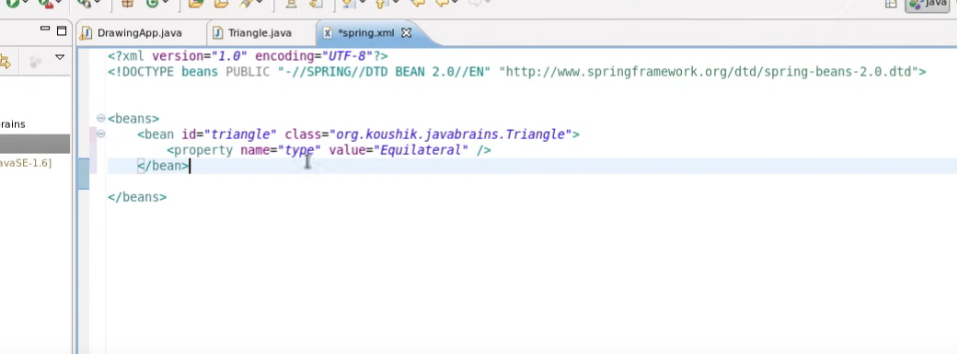 java
DrawingApp.java
Triangle.java
*spring.xml
<?xml version="1.0" encoding="UTF-8"?>
<!DOCTYPE beans PUBLIC "-//SPRING//DTD BEAN 2.0//EN" "http://www.springframework.org/dtd/spring-beans-2.0.dtd">
<beans>
rains
<bean id="triangle" class="org.koushik.javabrains.Triangle">
<property name="type" value="Equilateral" />
avaSE-1.6]
</bean>
</beans>